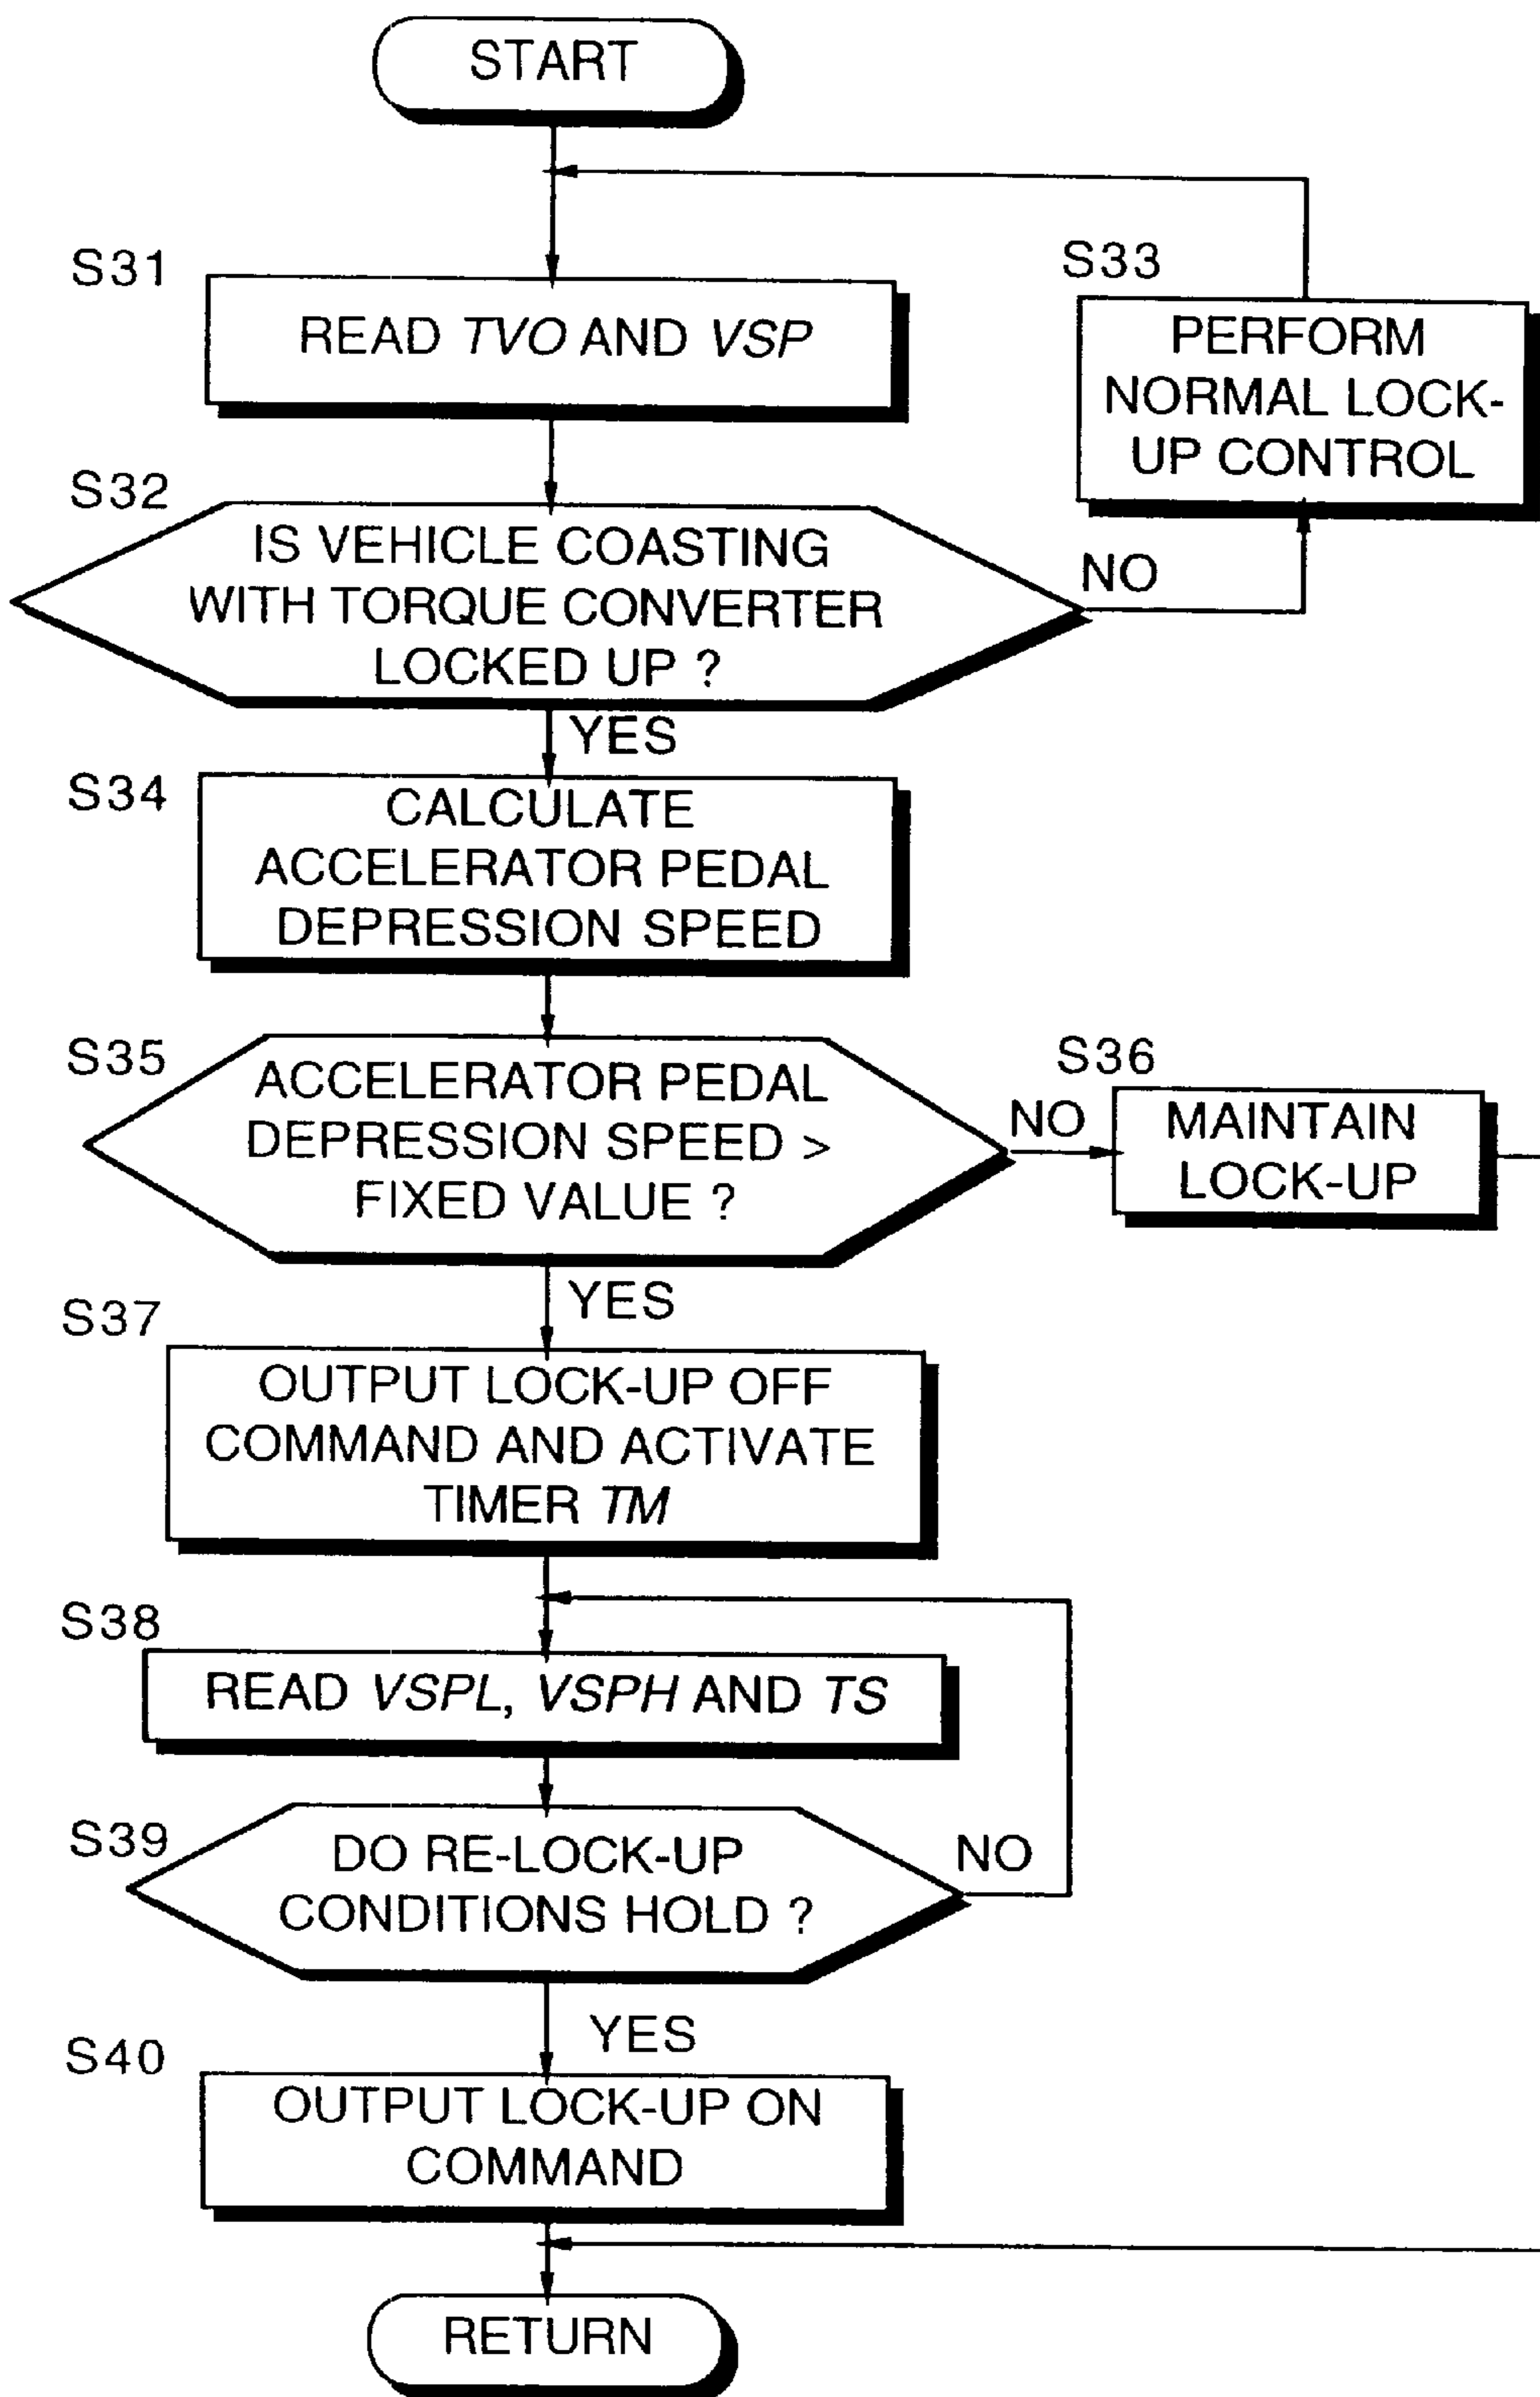 START
S31
READ TVO AND VSP
S33
PERFORM
NORMAL LOCK-
UP CONTROL
S32
IS VEHICLE COASTING
WITH TORQUE CONVERTER
LOCKED UP ?
NO
YES
S34
CALCULATE
ACCELERATOR PEDAL
DEPRESSION SPEED
S35
ACCELERATOR PEDAL
DEPRESSION SPEED >
FIXED VALUE ?
NO
S36
MAINTAIN
LOCK-UP
YES
S37
OUTPUT LOCK-UP OFF
COMMAND AND ACTIVATE
TIMER TM
S38
READ VSPL, VSPH AND TS
S39
DO RE-LOCK-UP
CONDITIONS HOLD ?
NO
YES
S40
OUTPUT LOCK-UP ON
COMMAND
RETURN